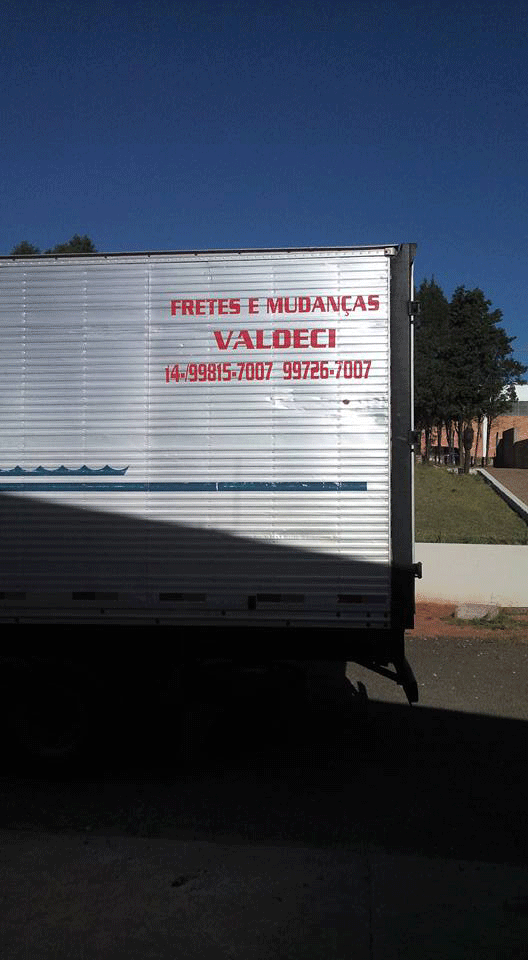 FRETES E MUDANÇAS
VALDECI
14-/99815-7007 99726-7007